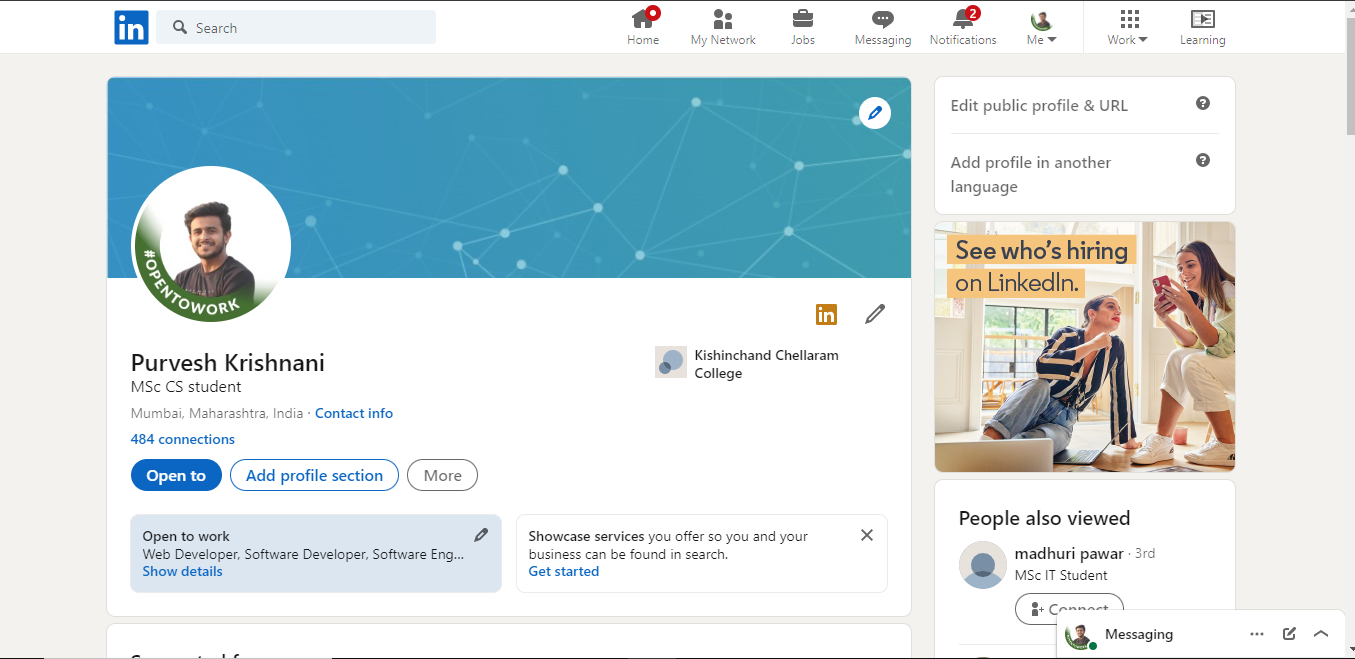 in
Search
Home
My Network
Jobs
Messaging
2
Notifications
Me
Work
Learning
#OPENTOWORK
in
Purvesh Krishnani
MSc CS student
Mumbai, Maharashtra, India · Contact info
484 connections
Kishinchand Chellaram
College
Open to
Add profile section
More
Open to work
Web Developer, Software Developer, Software Eng...
Show details
Showcase services you offer so you and your
business can be found in search.
Get started
Edit public profile & URL
?
Add profile in another
language
?
See who's hiring
on LinkedIn.
People also viewed
madhuri pawar · 3rd
MSc IT Student
Connect
Messaging